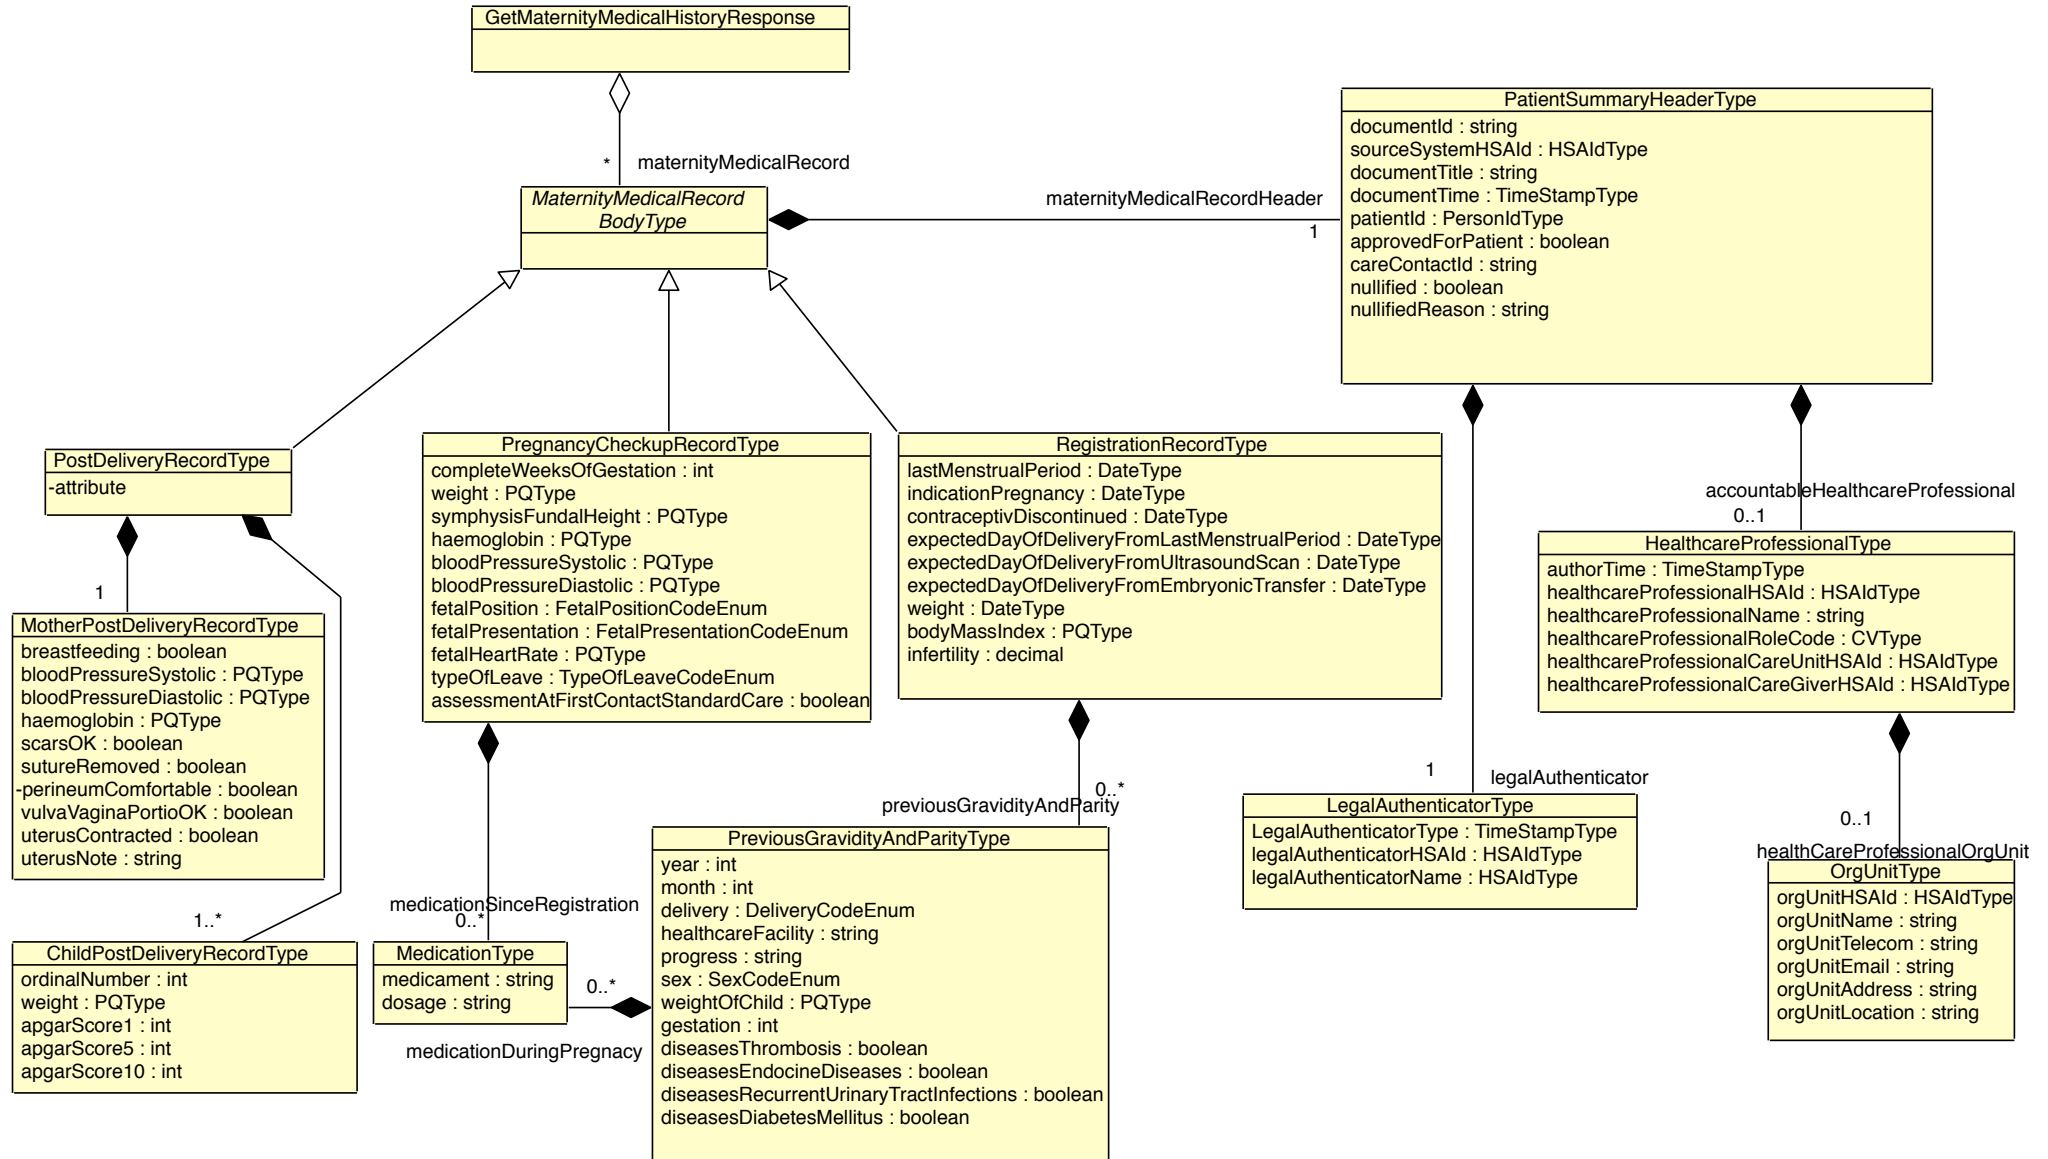 GetMaternityMedicalHistoryResponse
*
maternityMedicalRecord
MaternityMedicalRecord
BodyType
maternityMedicalRecordHeader
1
PatientSummaryHeaderType
documentId : string
sourceSystemHSAId : HSAIdType
documentTitle : string
documentTime : TimeStampType
patientId : PersonIdType
approvedForPatient : boolean
careContactId : string
nullified : boolean
nullifiedReason : string
PostDeliveryRecordType
-attribute
PregnancyCheckupRecordType
completeWeeksOfGestation : int
weight : PQType
symphysisFundalHeight : PQType
haemoglobin : PQType
bloodPressureSystolic : PQType
bloodPressureDiastolic : PQType
fetalPosition : FetalPositionCodeEnum
fetalPresentation : FetalPresentationCodeEnum
fetalHeartRate : PQType
typeOfLeave : TypeOfLeaveCodeEnum
assessmentAtFirstContactStandardCare : boolean
RegistrationRecordType
lastMenstrualPeriod : DateType
indicationPregnancy : DateType
contraceptivDiscontinued : DateType
expectedDayOfDeliveryFromLastMenstrualPeriod : DateType
expectedDayOfDeliveryFromUltrasoundScan : DateType
expectedDayOfDeliveryFromEmbryonicTransfer : DateType
weight : DateType
bodyMassIndex : PQType
infertility : decimal
accountableHealthcareProfessional
0..1
HealthcareProfessionalType
authorTime : TimeStampType
healthcareProfessionalHSAId : HSAIdType
healthcareProfessionalName : string
healthcareProfessionalRoleCode : CVType
healthcareProfessionalCareUnitHSAId : HSAIdType
healthcareProfessionalCareGiverHSAId : HSAIdType
1
MotherPostDeliveryRecordType
breastfeeding : boolean
bloodPressureSystolic : PQType
bloodPressureDiastolic : PQType
haemoglobin : PQType
scarsOK : boolean
sutureRemoved : boolean
-perineumComfortable : boolean
vulvaVaginaPortioOK : boolean
uterusContracted : boolean
uterusNote : string
1..*
ChildPostDeliveryRecordType
ordinalNumber : int
weight : PQType
apgarScore1 : int
apgarScore5 : int
apgarScore10 : int
medicationSinceRegistration
0..*
MedicationType
medicament : string
dosage : string
0..*
medicationDuringPregnacy
0..*
previousGravidityAndParity
PreviousGravidityAndParityType
year : int
month : int
delivery : DeliveryCodeEnum
healthcareFacility : string
progress : string
sex : SexCodeEnum
weightOfChild : PQType
gestation : int
diseasesThrombosis : boolean
diseasesEndocineDiseases : boolean
diseasesRecurrentUrinaryTractInfections : boolean
diseasesDiabetesMellitus : boolean
1
legalAuthenticator
LegalAuthenticatorType
LegalAuthenticatorType : TimeStampType
legalAuthenticatorHSAId : HSAIdType
legalAuthenticatorName : HSAIdType
0..1
healthCareProfessionalOrgUnit
OrgUnitType
orgUnitHSAId : HSAIdType
orgUnitName : string
orgUnitTelecom : string
orgUnitEmail : string
orgUnitAddress : string
orgUnitLocation : string